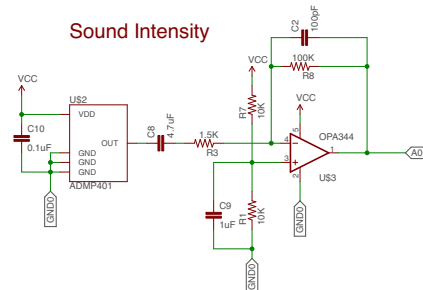 Sound Intensity
C2
100pF
VCC
U$2
VCC
100K
R8
VDD
C10
0.1uF
OUT
GND
GND
GND
ADMP401
C8
4.7uF
1.5K
R3
R7
10K
VCC
5
OPA344
4
3
1
2
U$3
A0
C9
1uF
R1
10K
GND0
GND0
GND0